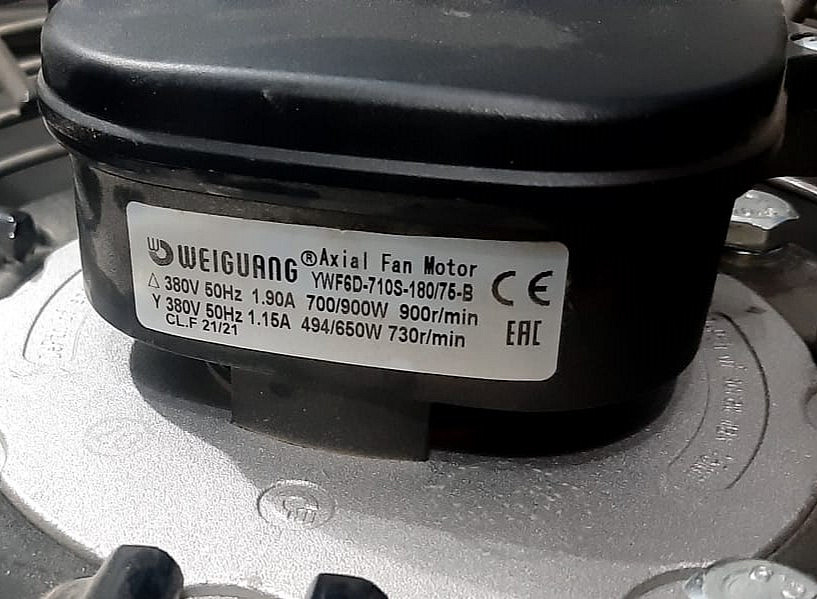 WEIGUANG ® Axial Fan Motor
YWF6D-710S-180/75-B
△ 380V 50Hz 1.90A 700/900W 900r/min
Y 380V 50Hz 1.15A 494/650W 730r/min
CL.F 21/21
CE
EAC